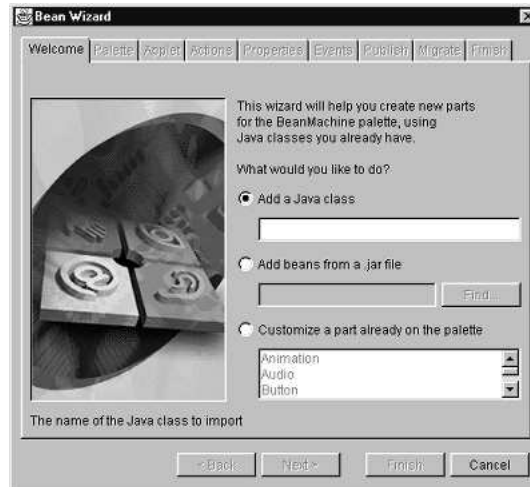 Bean Wizard
Welcome Palette Applet Actions Properties Events Publish Migrate Finish
This wizard will help you create new parts
for the BeanMachine palette, using
Java classes you already have.
What would you like to do?
Add a Java class
Add beans from a .jar file
Find...
Customize a part already on the palette
Animation
Audio
Button
The name of the Java class to import
< Back Next > Finish Cancel